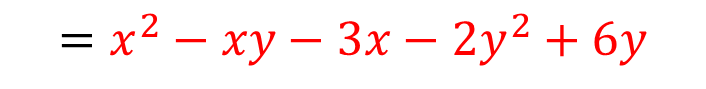 = x² − xy − 3x − 2y² + 6y